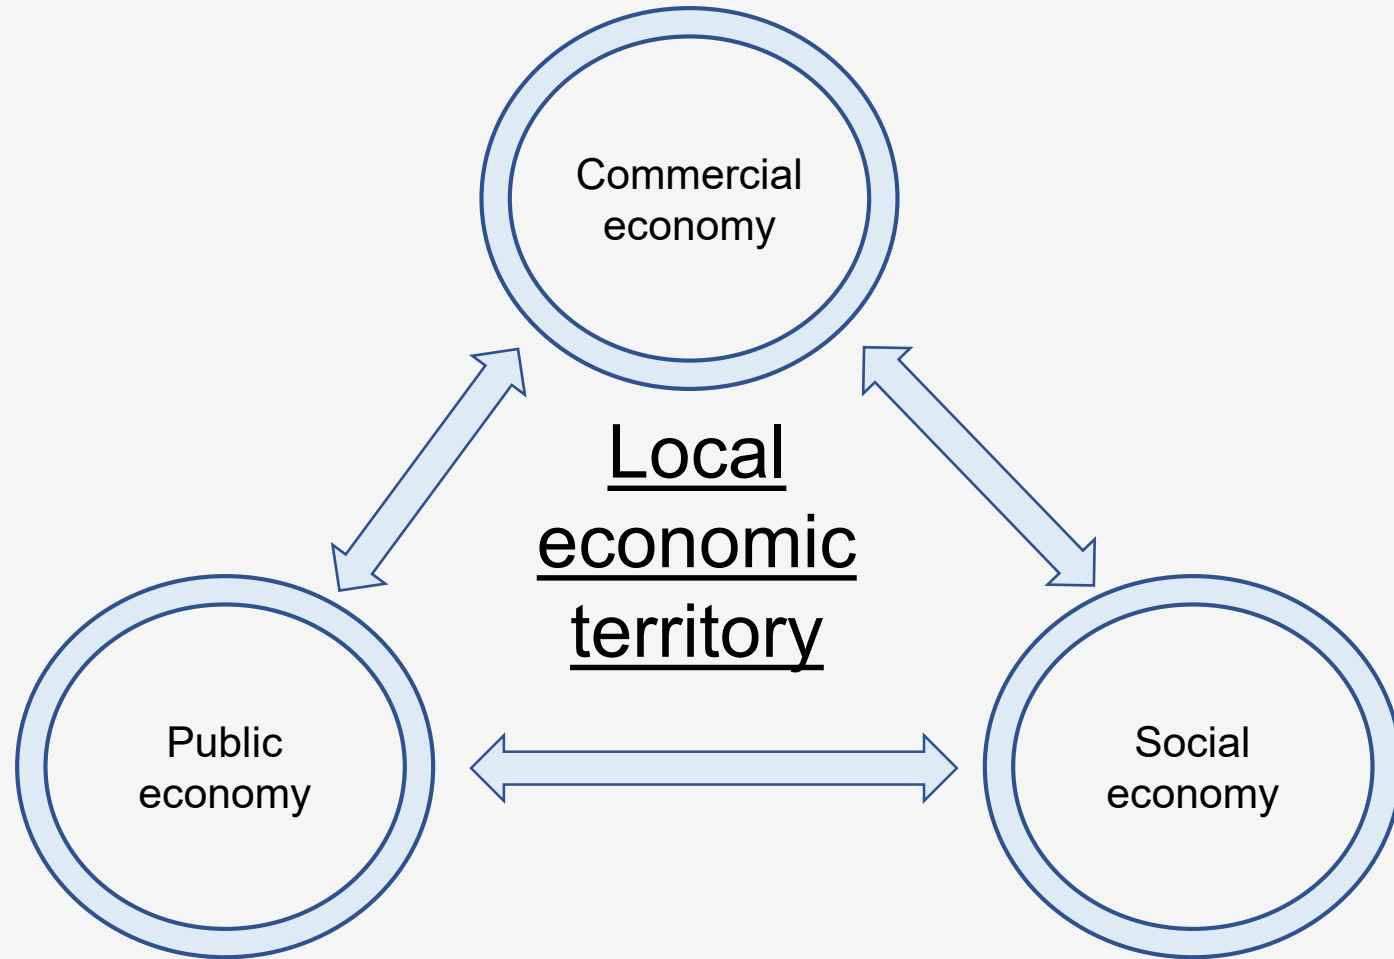 Commercial
economy
Local
economic
territory
Public
economy
Social
economy